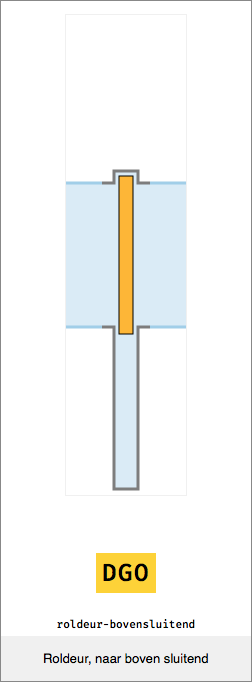 DGO
roldeur-bovensluitend
Roldeur, naar boven sluitend